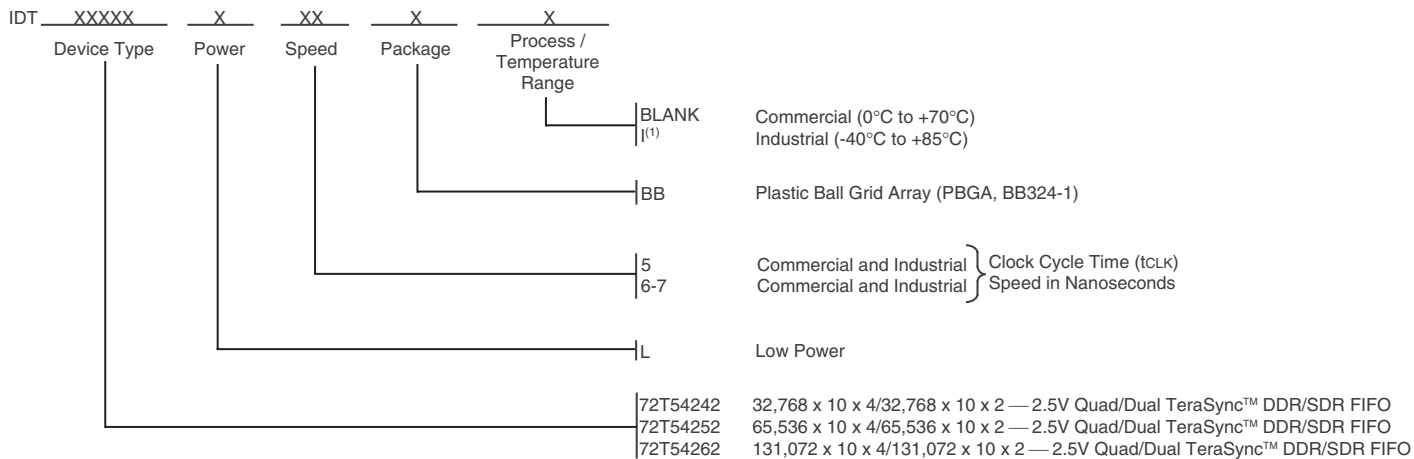 IDT XXXXX X XX X X
Device Type Power Speed Package Process / Temperature Range
BLANK Commercial (0°C to +70°C)
I(1) Industrial (-40°C to +85°C)
BB Plastic Ball Grid Array (PBGA, BB324-1)
5 Commercial and Industrial Clock Cycle Time (tCLK)
6-7 Commercial and Industrial Speed in Nanoseconds
L Low Power
72T54242 32,768 x 10 x 4/32,768 x 10 x 2 — 2.5V Quad/Dual TeraSync™ DDR/SDR FIFO
72T54252 65,536 x 10 x 4/65,536 x 10 x 2 — 2.5V Quad/Dual TeraSync™ DDR/SDR FIFO
72T54262 131,072 x 10 x 4/131,072 x 10 x 2 — 2.5V Quad/Dual TeraSync™ DDR/SDR FIFO